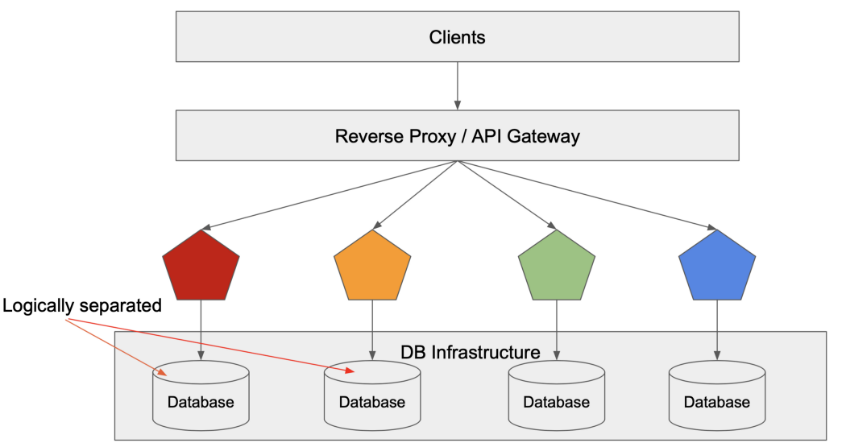 Clients
Reverse Proxy / API Gateway
Logically separated
DB Infrastructure
Database
Database
Database
Database